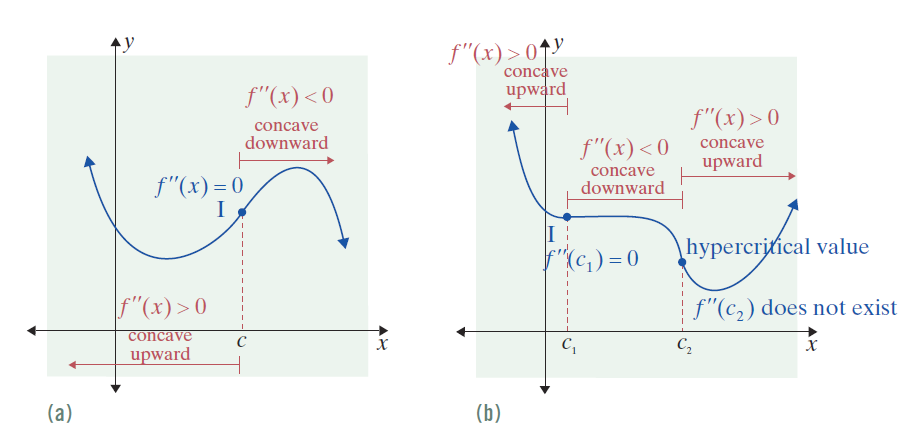 y
f"(x) < 0
concave
downward
f"(x) = 0
I
f"(x) > 0
concave
upward
c
x
(a)
f"(x) > 0
y
concave
upward
f"(x) > 0
concave
upward
f"(x) < 0
concave
downward
I
f"(c₁) = 0
hypercritical value
f"(c₂) does not exist
c₁
c₂
x
(b)